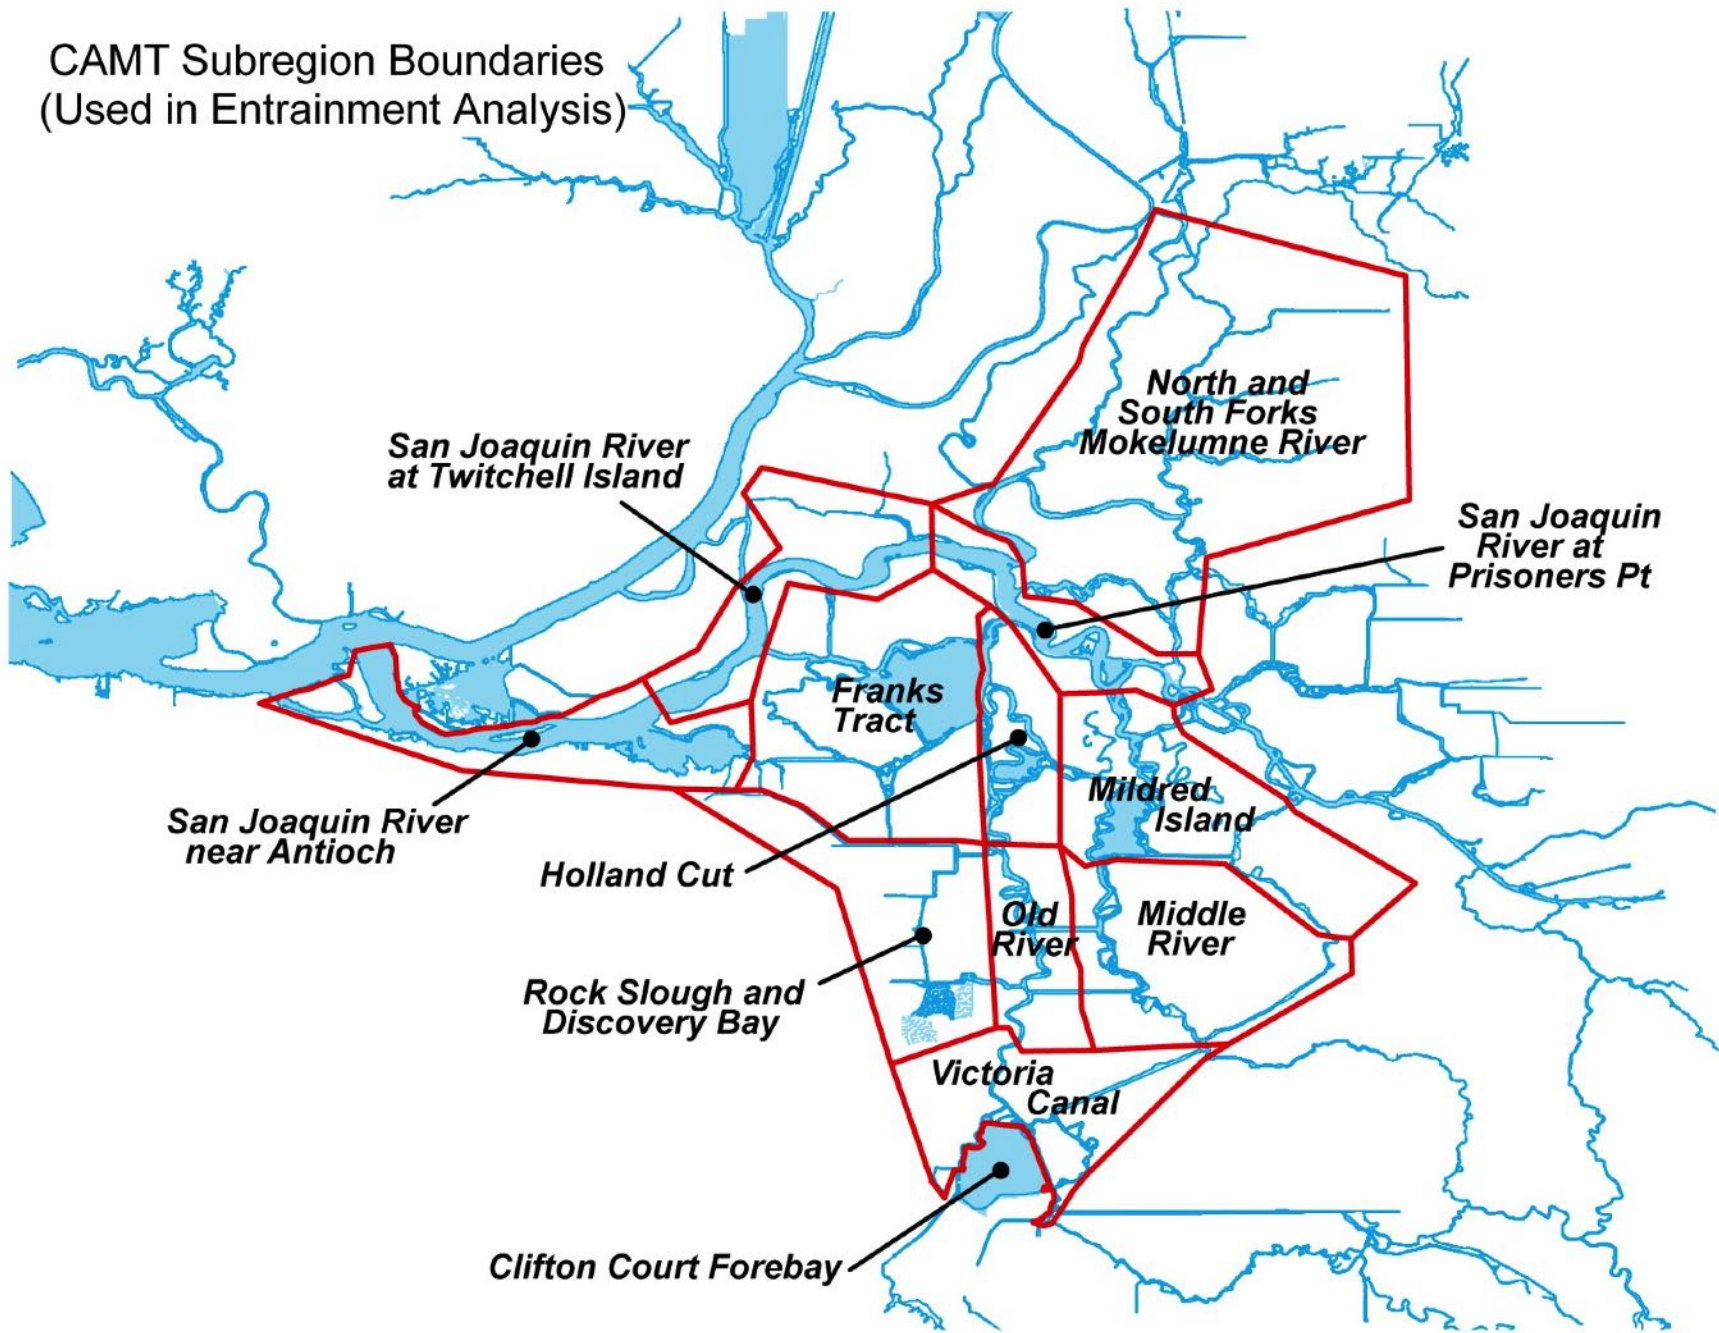 CAMT Subregion Boundaries
(Used in Entrainment Analysis)
North and
South Forks
Mokelumne River
San Joaquin River
at Twitchell Island
San Joaquin
River at
Prisoners Pt
Franks
Tract
Mildred
Island
San Joaquin River
near Antioch
Holland Cut
Old
River
Middle
River
Rock Slough and
Discovery Bay
Victoria
Canal
Clifton Court Forebay